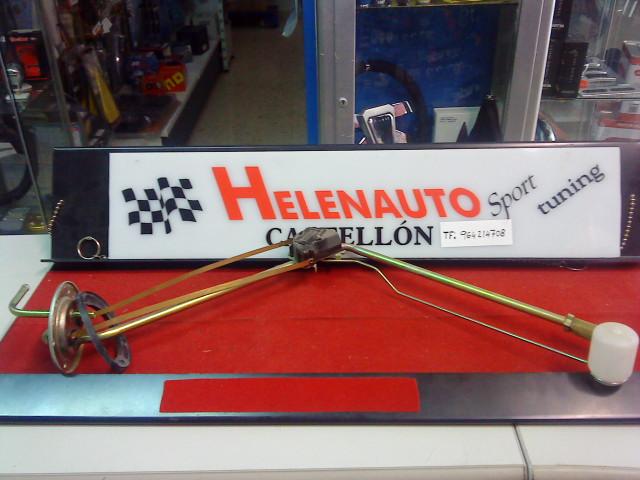 HELENAUTO Sport tuning
CASTELLÓN TF. 964214708